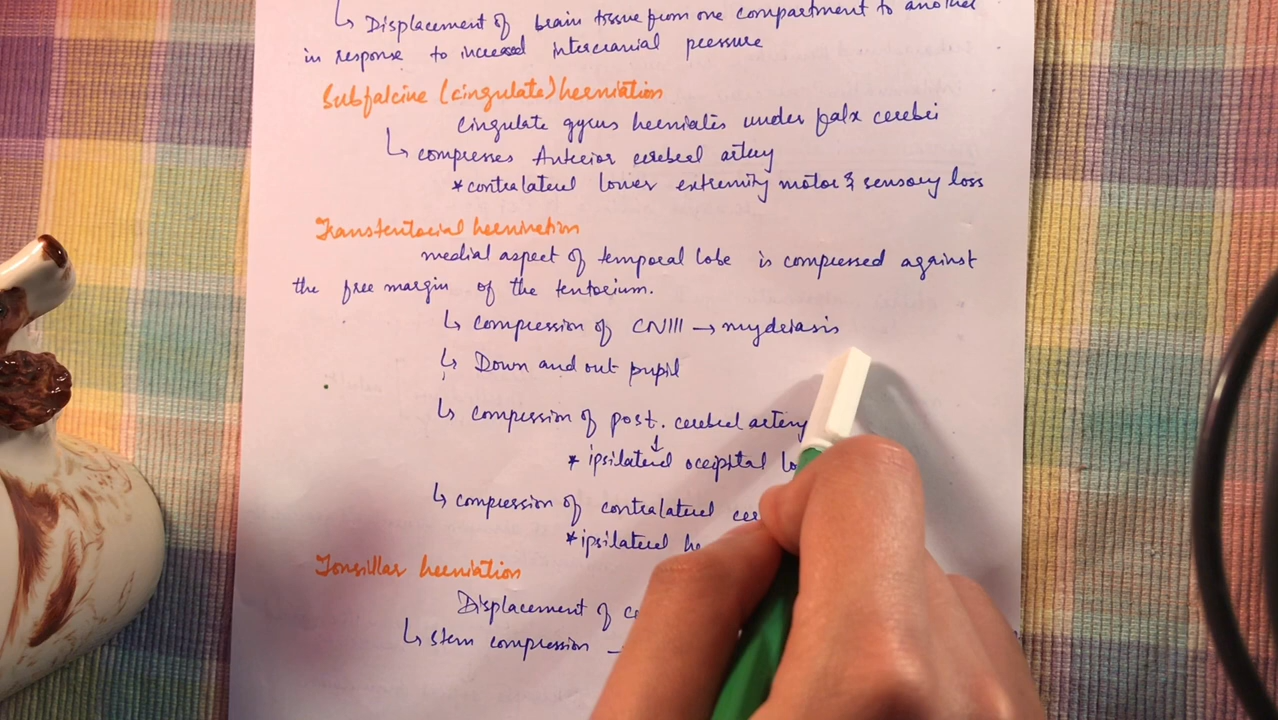 ↳ Displacement of brain tissue from one compartment to another
in response to increased intercranial pressure
Subfalcine (cingulate) herniation
Cingulate gyrus herniates under falx cerebri
↳ compresses Anterior cerebral artery
*contralateral lower extremity motor & sensory loss
Transtentorial herniation
medial aspect of temporal lobe is compressed against
the free margin of the tentorium.
↳ compression of CNIII → mydriasis
↳ Down and out pupil
↳ compression of post. cerebral artery
↓
* ipsilateral occipital
↳ compression of contralateral
*ipsilateral
Tonsillar herniation
Displacement of
↳ stem compression